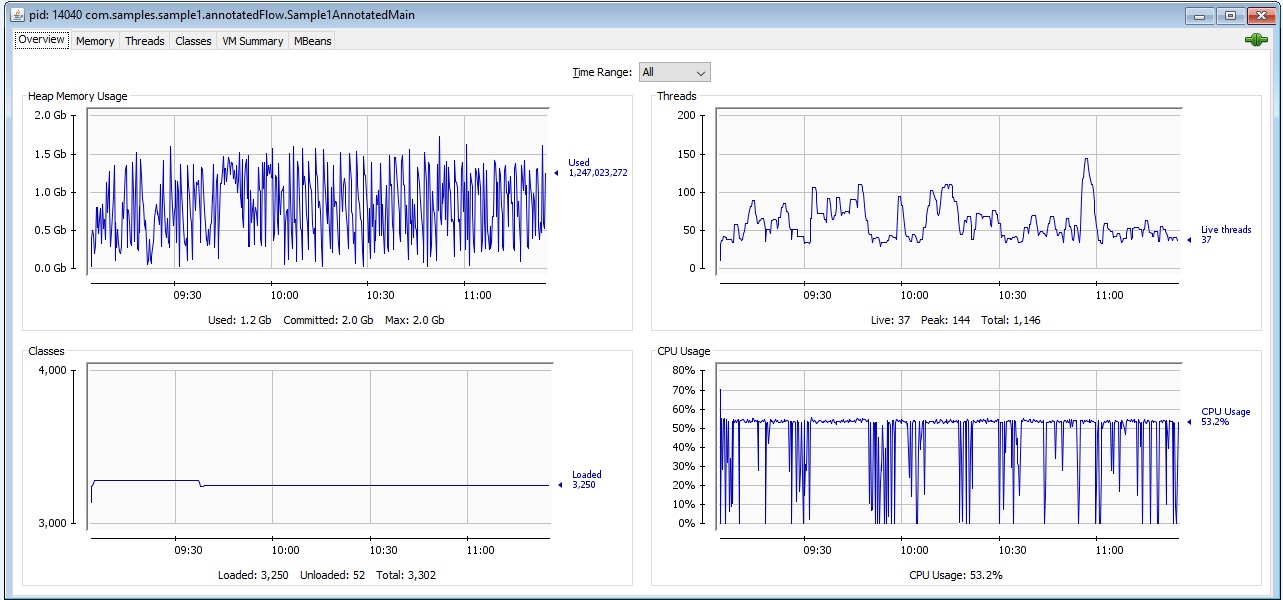 pid: 14040 com.samples.sample1.annotatedFlow.Sample1AnnotatedMain
Overview Memory Threads Classes VM Summary MBeans
Time Range: All
Heap Memory Usage
2.0 Gb
1.5 Gb
1.0 Gb
0.5 Gb
0.0 Gb
Used
1,247,023,272
09:30 10:00 10:30 11:00
Used: 1.2 Gb Committed: 2.0 Gb Max: 2.0 Gb
Threads
200
150
100
50
0
Live threads
37
09:30 10:00 10:30 11:00
Live: 37 Peak: 144 Total: 1,146
Classes
4,000
3,000
Loaded
3,250
09:30 10:00 10:30 11:00
Loaded: 3,250 Unloaded: 52 Total: 3,302
CPU Usage
80%
70%
60%
50%
40%
30%
20%
10%
0%
CPU Usage
53.2%
09:30 10:00 10:30 11:00
CPU Usage: 53.2%